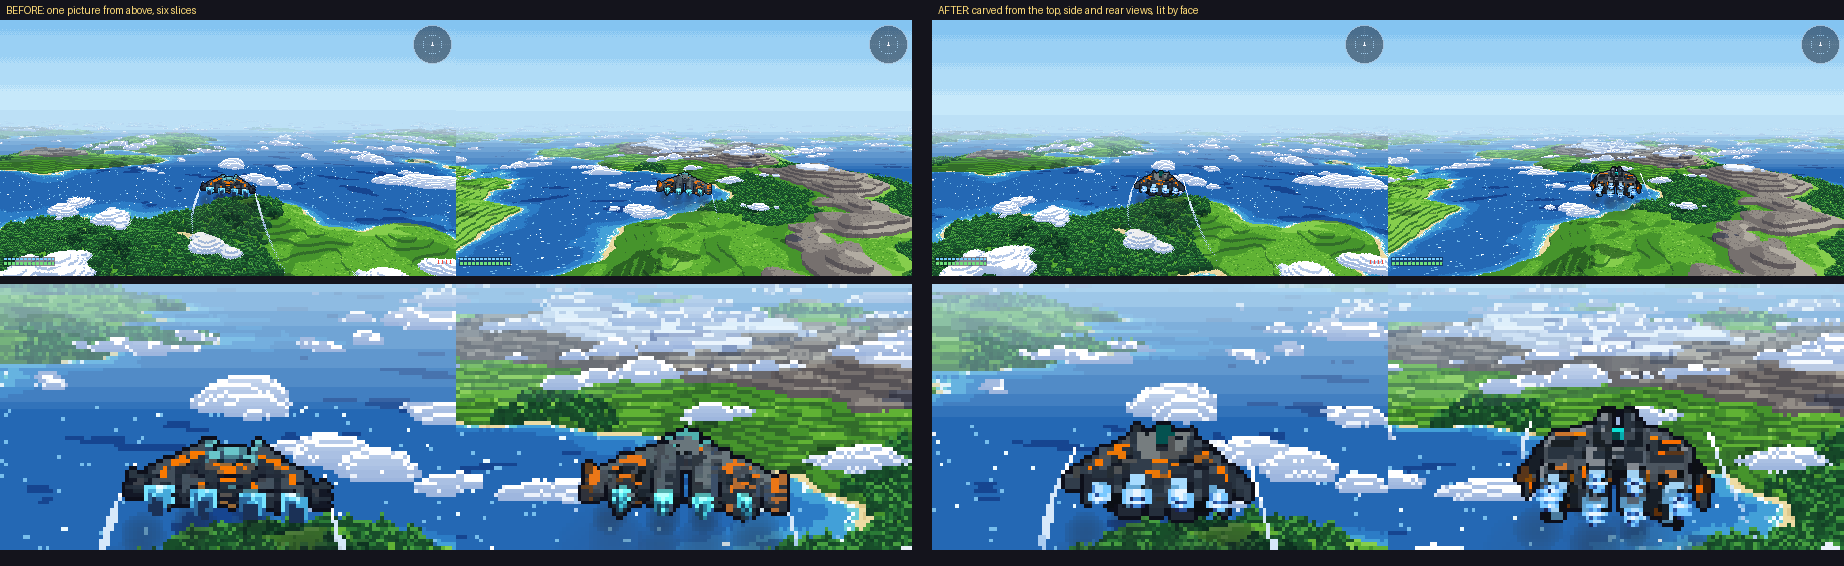 BEFORE: one picture from above, six slices
AFTER: carved from the top, side and rear views, lit by face